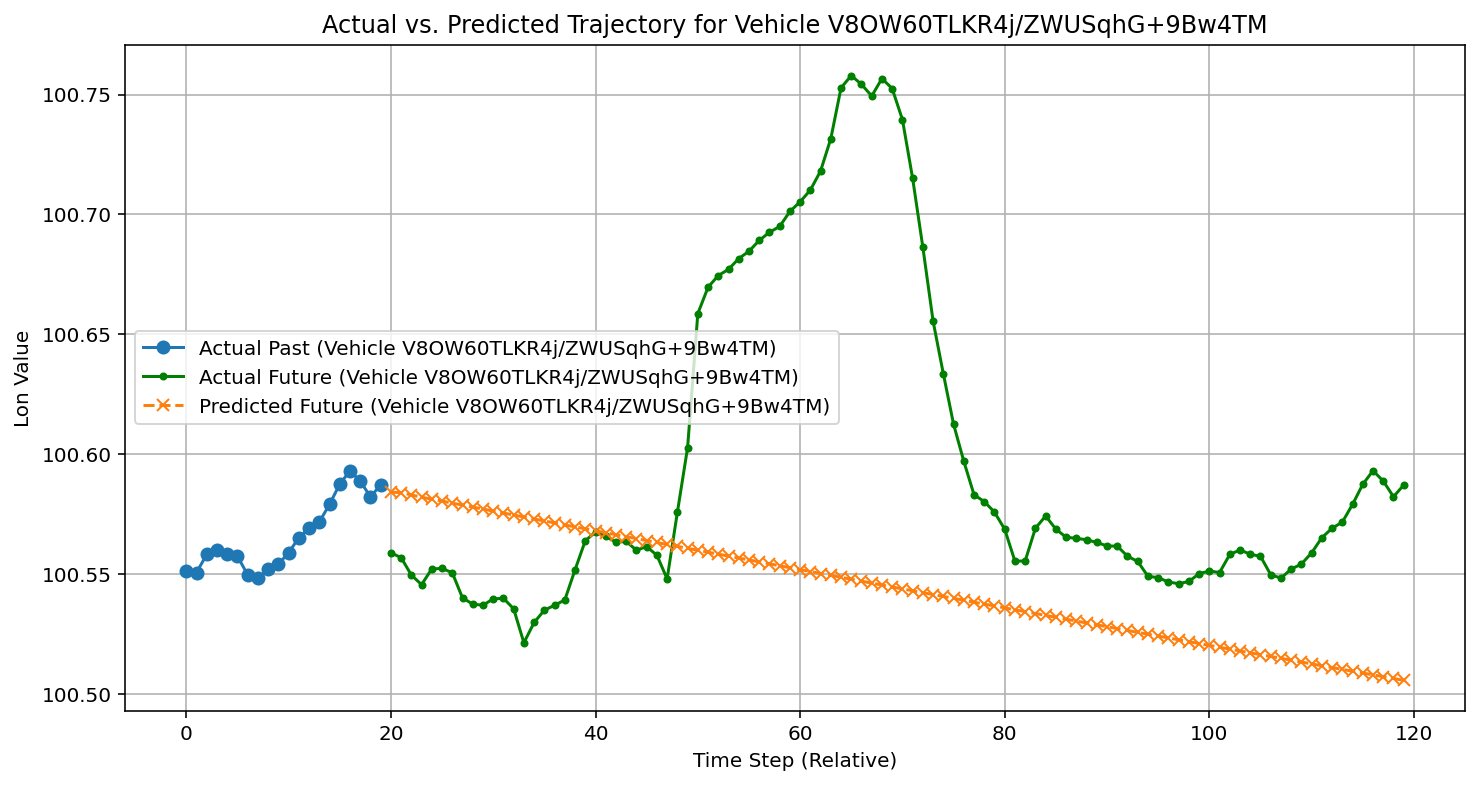 Actual vs. Predicted Trajectory for Vehicle V8OW60TLKR4j/ZWUSqhG+9Bw4TM
Lon Value
100.75
100.70
100.65
100.60
100.55
100.50
Actual Past (Vehicle V8OW60TLKR4j/ZWUSqhG+9Bw4TM)
Actual Future (Vehicle V8OW60TLKR4j/ZWUSqhG+9Bw4TM)
Predicted Future (Vehicle V8OW60TLKR4j/ZWUSqhG+9Bw4TM)
0 20 40 60 80 100 120
Time Step (Relative)